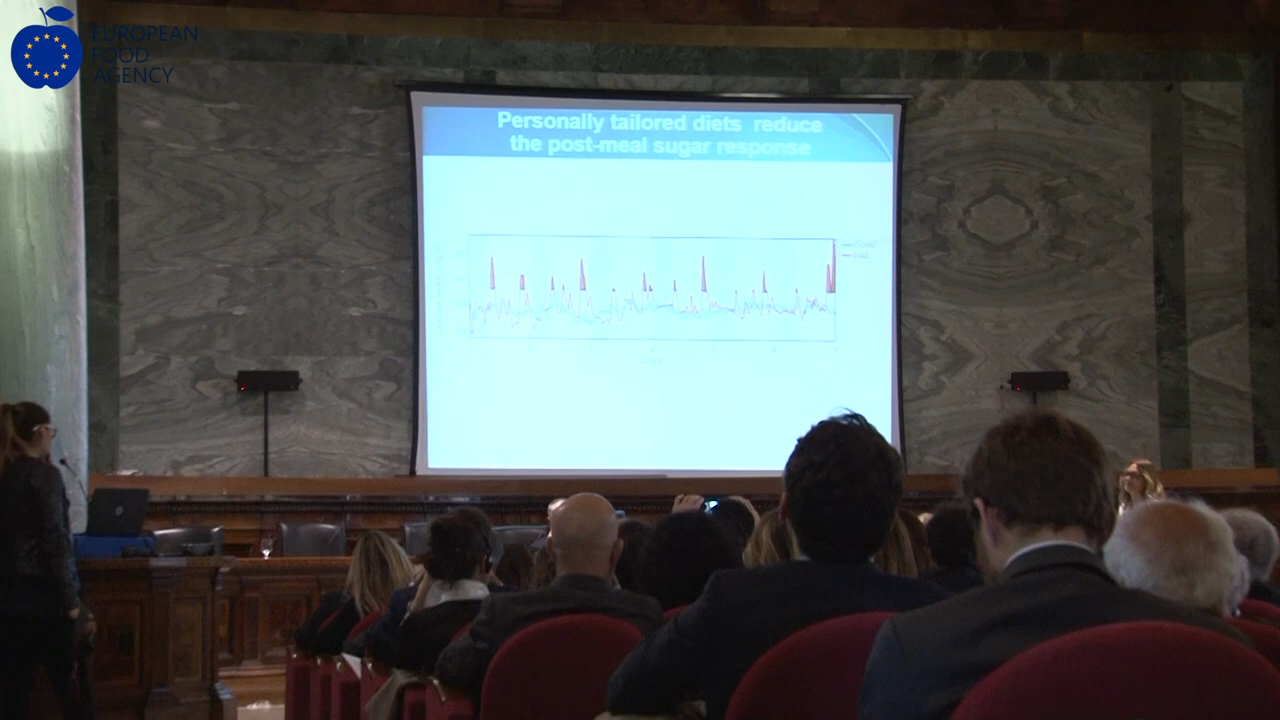 EUROPEAN
FOOD
AGENCY
Personally tailored diets reduce
the post-meal sugar response